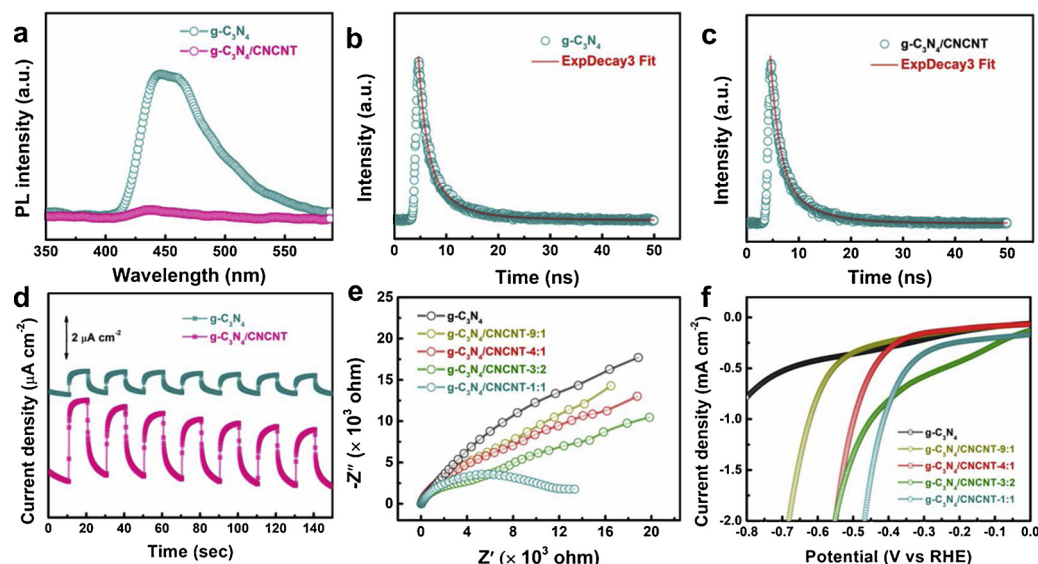 a
g-C₃N₄
g-C₃N₄/CNCNT
PL intensity (a.u.)
350 400 450 500 550
Wavelength (nm)
b
g-C₃N₄
ExpDecay3 Fit
Intensity (a.u.)
0 10 20 30 40 50
Time (ns)
c
g-C₃N₄/CNCNT
ExpDecay3 Fit
Intensity (a.u.)
0 10 20 30 40 50
Time (ns)
d
2 μA cm⁻²
g-C₃N₄
g-C₃N₄/CNCNT
Current density (μA cm⁻²)
0 20 40 60 80 100 120 140
Time (sec)
e
g-C₃N₄
g-C₃N₄/CNCNT-9:1
g-C₃N₄/CNCNT-4:1
g-C₃N₄/CNCNT-3:2
g-C₃N₄/CNCNT-1:1
-Z″ (× 10³ ohm)
25
20
15
10
5
0
0 4 8 12 16 20
Z′ (× 10³ ohm)
f
g-C₃N₄
g-C₃N₄/CNCNT-9:1
g-C₃N₄/CNCNT-4:1
g-C₃N₄/CNCNT-3:2
g-C₃N₄/CNCNT-1:1
Current density (mA cm⁻²)
0.0
-0.5
-1.0
-1.5
-2.0
-0.8 -0.7 -0.6 -0.5 -0.4 -0.3 -0.2 -0.1 0.0
Potential (V vs RHE)